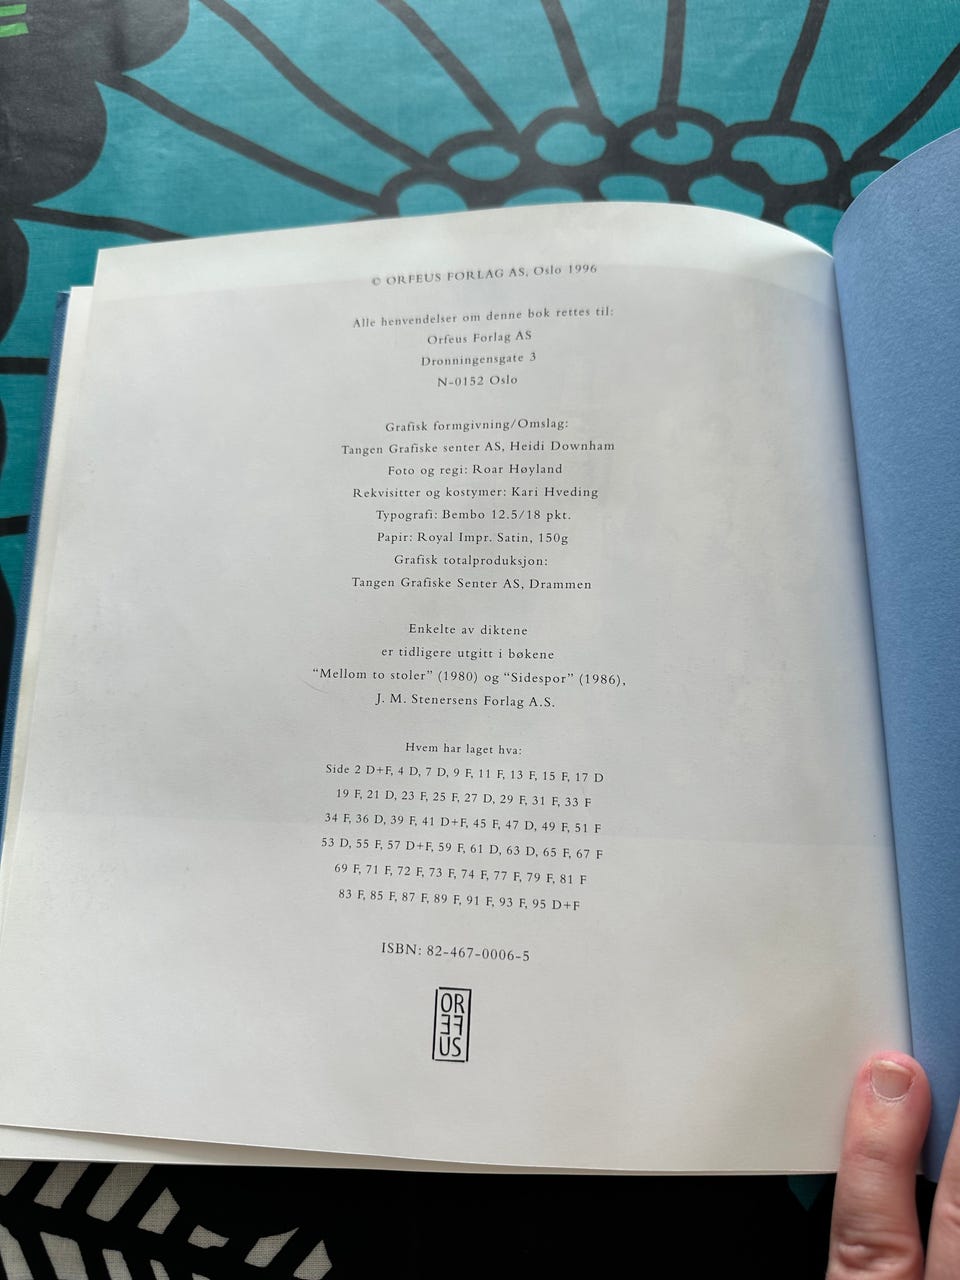 © ORFEUS FORLAG AS, Oslo 1996
Alle henvendelser om denne bok rettes til:
Orfeus Forlag AS
Dronningensgate 3
N-0152 Oslo
Grafisk formgivning/Omslag:
Tangen Grafiske senter AS, Heidi Downham
Foto og regi: Roar Høyland
Rekvisitter og kostymer: Kari Hveding
Typografi: Bembo 12.5/18 pkt.
Papir: Royal Impr. Satin, 150g
Grafisk totalproduksjon:
Tangen Grafiske Senter AS, Drammen
Enkelte av diktene
er tidligere utgitt i bøkene
“Mellom to stoler” (1980) og “Sidespor” (1986),
J. M. Stenersens Forlag A.S.
Hvem har laget hva:
Side 2 D+F, 4 D, 7 D, 9 F, 11 F, 13 F, 15 F, 17 D
19 F, 21 D, 23 F, 25 F, 27 D, 29 F, 31 F, 33 F
34 F, 36 D, 39 F, 41 D+F, 45 F, 47 D, 49 F, 51 F
53 D, 55 F, 57 D+F, 59 F, 61 D, 63 D, 65 F, 67 F
69 F, 71 F, 72 F, 73 F, 74 F, 77 F, 79 F, 81 F
83 F, 85 F, 87 F, 89 F, 91 F, 93 F, 95 D+F
ISBN: 82-467-0006-5
OR
FE
US